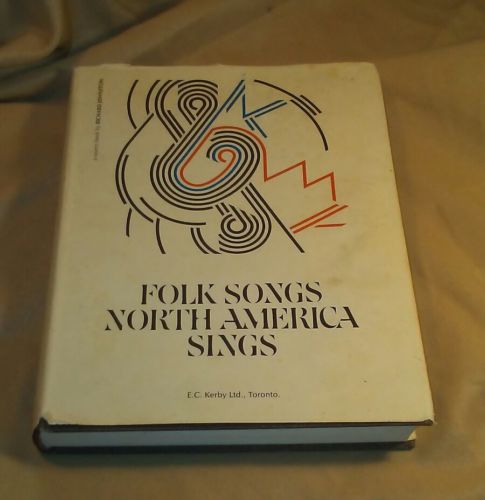 FOLK SONGS
NORTH AMERICA
SINGS
E.C. Kerby Ltd., Toronto.